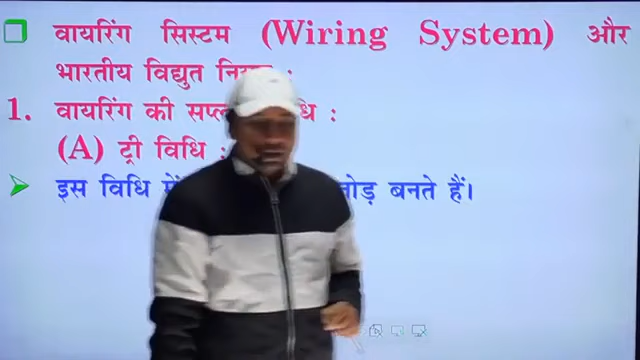 वायरिंग सिस्टम (Wiring System) और
भारतीय विद्युत :
1. वायरिंग की :
(A) ट्री विधि :
इस विधि में नोड़ बनते हैं।